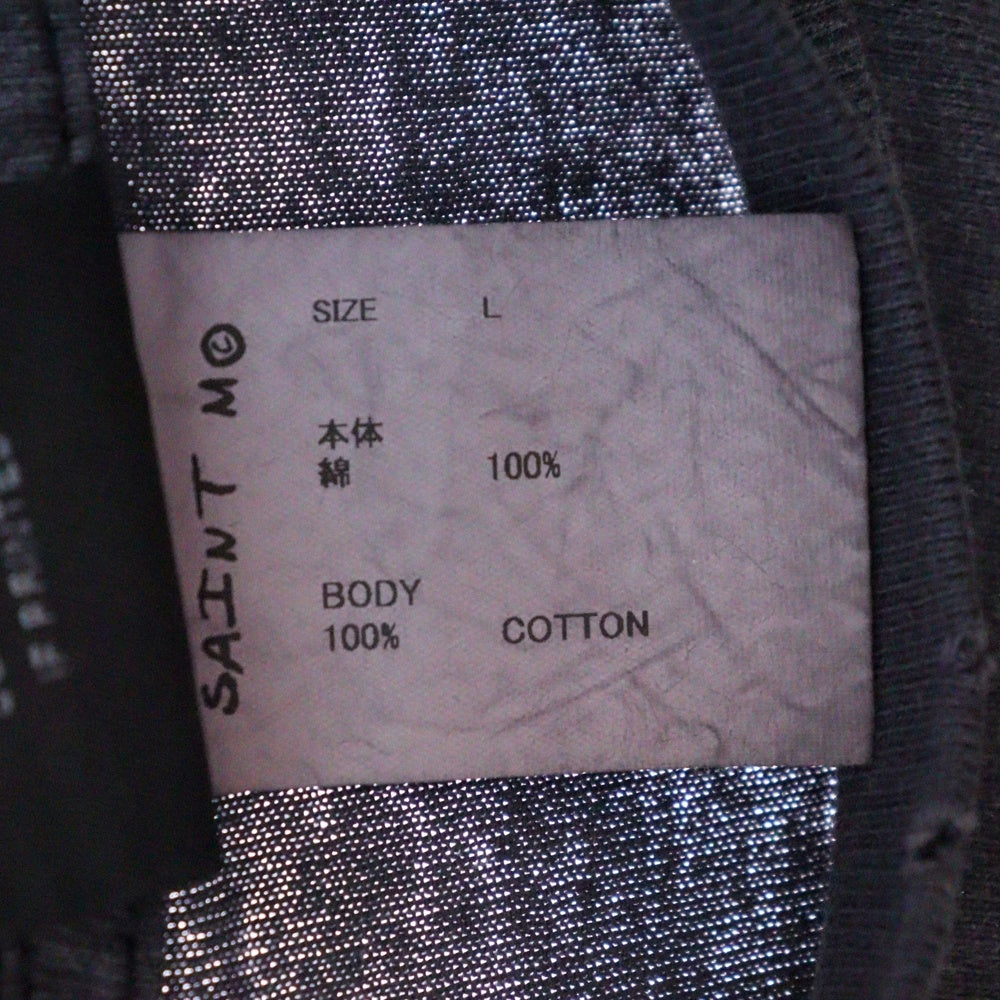 SAINT M©
SIZE L
本体
綿 100%
BODY
100% COTTON